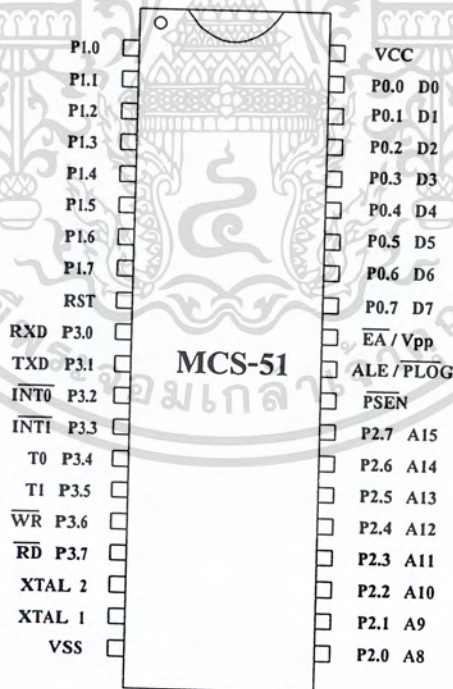 P1.0
P1.1
P1.2
P1.3
P1.4
P1.5
P1.6
P1.7
RST
RXD P3.0
TXD P3.1
INT0 P3.2
INT1 P3.3
T0 P3.4
T1 P3.5
WR P3.6
RD P3.7
XTAL 2
XTAL 1
VSS
MCS-51
VCC
P0.0 D0
P0.1 D1
P0.2 D2
P0.3 D3
P0.4 D4
P0.5 D5
P0.6 D6
P0.7 D7
EA / Vpp
ALE / PLOG
PSEN
P2.7 A15
P2.6 A14
P2.5 A13
P2.4 A12
P2.3 A11
P2.2 A10
P2.1 A9
P2.0 A8